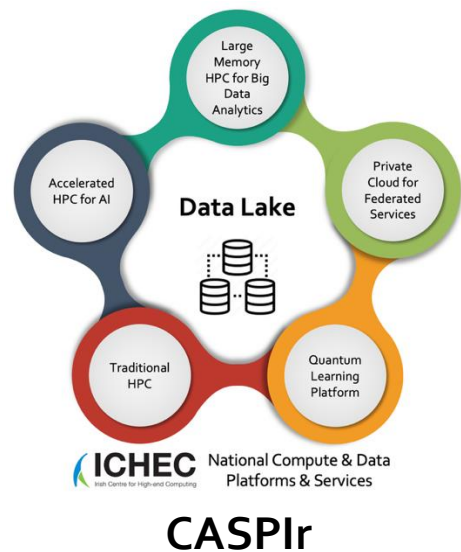 Large
Memory
HPC for Big
Data
Analytics
Accelerated
HPC for AI
Private
Cloud for
Federated
Services
Data Lake
Traditional
HPC
Quantum
Learning
Platform
ICHEC
Irish Centre for High-end Computing
National Compute & Data
Platforms & Services
CASPIr